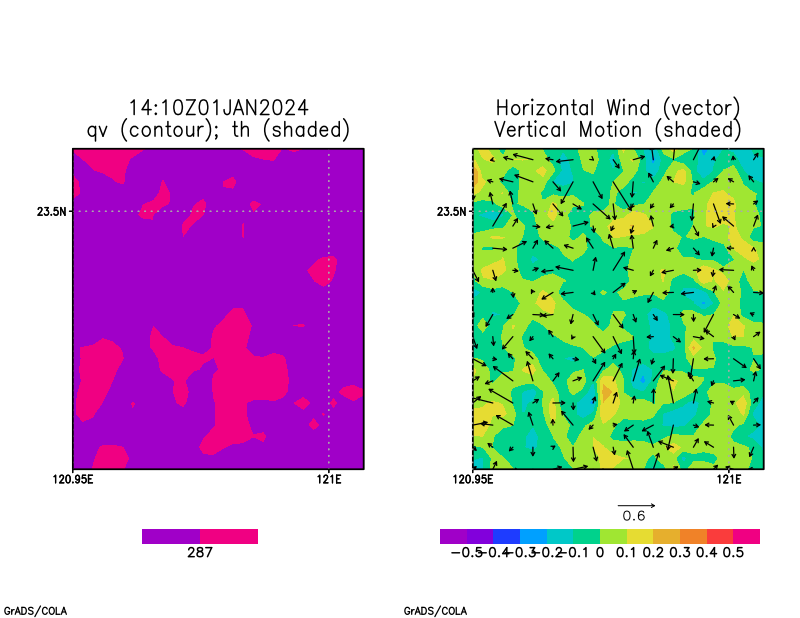 14:10Z01JAN2024
qv (contour); th (shaded)
23.5N
120.95E
121E
287
Horizontal Wind (vector)
Vertical Motion (shaded)
23.5N
120.95E
121E
0.6
-0.5 -0.4 -0.3 -0.2 -0.1 0 0.1 0.2 0.3 0.4 0.5
GrADS/COLA
GrADS/COLA